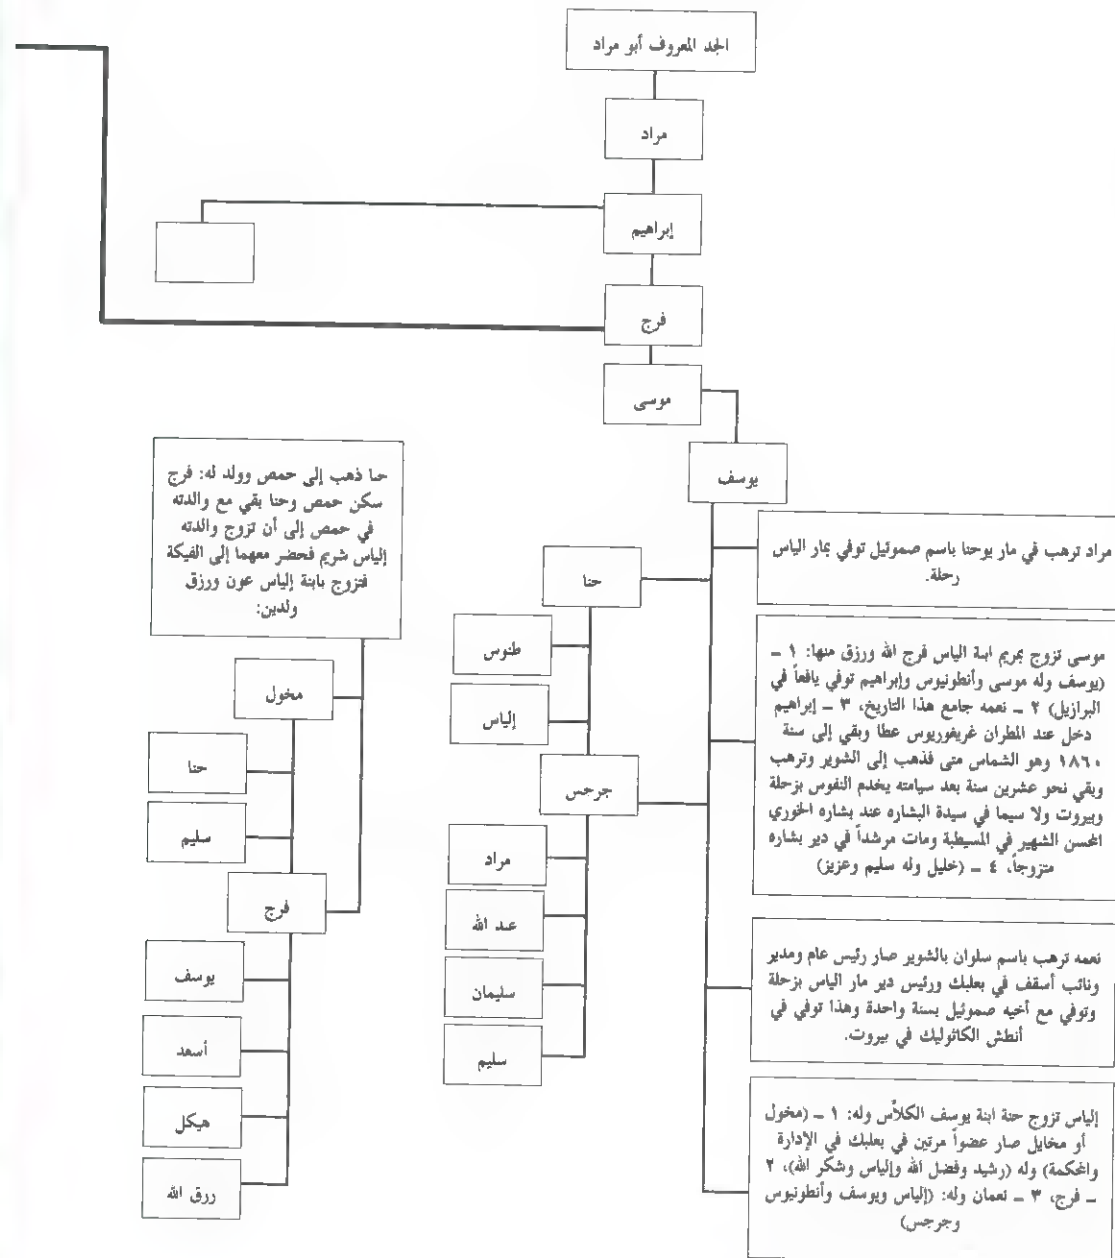 الجد المعروف أبو مراد
مراد
إبراهيم
فرج
موسى
يوسف
مراد ترهب في مار يوحنا باسم صموئيل توفي بمار الياس
رحلة.
موسى تزوج بمريم ابنة الياس فرج الله ورزق منها: ١ –
(يوسف وله موسى وأنطونيوس وإبراهيم توفي يافعاً في
البرازيل) ٢ – نعمه جامع هذا التاريخ، ٣ – إبراهيم
دخل عند المطران غريغوريوس عطا وبقي إلى سنة
١٨٦٠ وهو الشماس متى فذهب إلى الشوير وترهب
وبقي نحو عشرين سنة بعد سيامته يخدم النفوس بزحلة
وبيروت ولا سيما في سيدة البشاره عند بشاره الخوري
المحسن الشهير في المسيطبة ومات مرشداً في دير بشاره
متزوجاً، ٤ – (خليل وله سليم وعزيز)
نعمه ترهب باسم سلوان بالشوير صار رئيس عام ومدير
ونائب أسقف في بعلبك ورئيس دير مار الياس بزحلة
وتوفي مع أخيه صموئيل بسنة واحدة وهذا توفي في
أنطش الكاثوليك في بيروت.
إلياس تزوج حنة ابنة يوسف الكلاّس وله: ١ – (مخول
أو مخايل صار عضواً مرتين في بعلبك في الإدارة
والمحكمة) وله (رشيد وفضل الله وإلياس وشكر الله)، ٢
– فرج، ٣ – نعمان وله: (إلياس ويوسف وأنطونيوس
وجرجس)
حنا
طنوس
إلياس
جرجس
مراد
عبد الله
سليمان
سليم
حنا ذهب إلى حمص وولد له: فرج
سكن حمص وحنا بقي مع والدته
في حمص إلى أن تزوج والدته
إلياس شريم فحضر معهما إلى الفيكة
فتزوج بابنة إلياس عون ورزق
ولدين:
مخول
حنا
سليم
فرج
يوسف
أسعد
هيكل
رزق الله